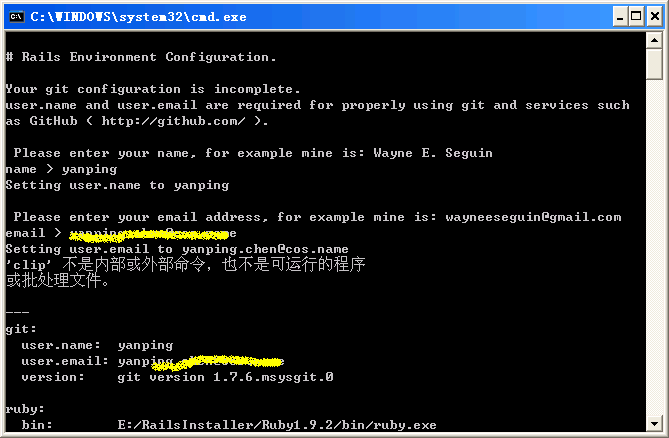 C:\WINDOWS\system32\cmd.exe
# Rails Environment Configuration.
Your git configuration is incomplete.
user.name and user.email are required for properly using git and services such
as GitHub ( http://github.com/ ).
Please enter your name, for example mine is: Wayne E. Seguin
name > yanping
Setting user.name to yanping
Please enter your email address, for example mine is: wayneeseguin@gmail.com
email >
Setting user.email to yanping.chen@cos.name
'clip' 不是内部或外部命令，也不是可运行的程序
或批处理文件。
---
git:
user.name: yanping
user.email: yanping
version: git version 1.7.6.msysgit.0
ruby:
bin: E:/RailsInstaller/Ruby1.9.2/bin/ruby.exe